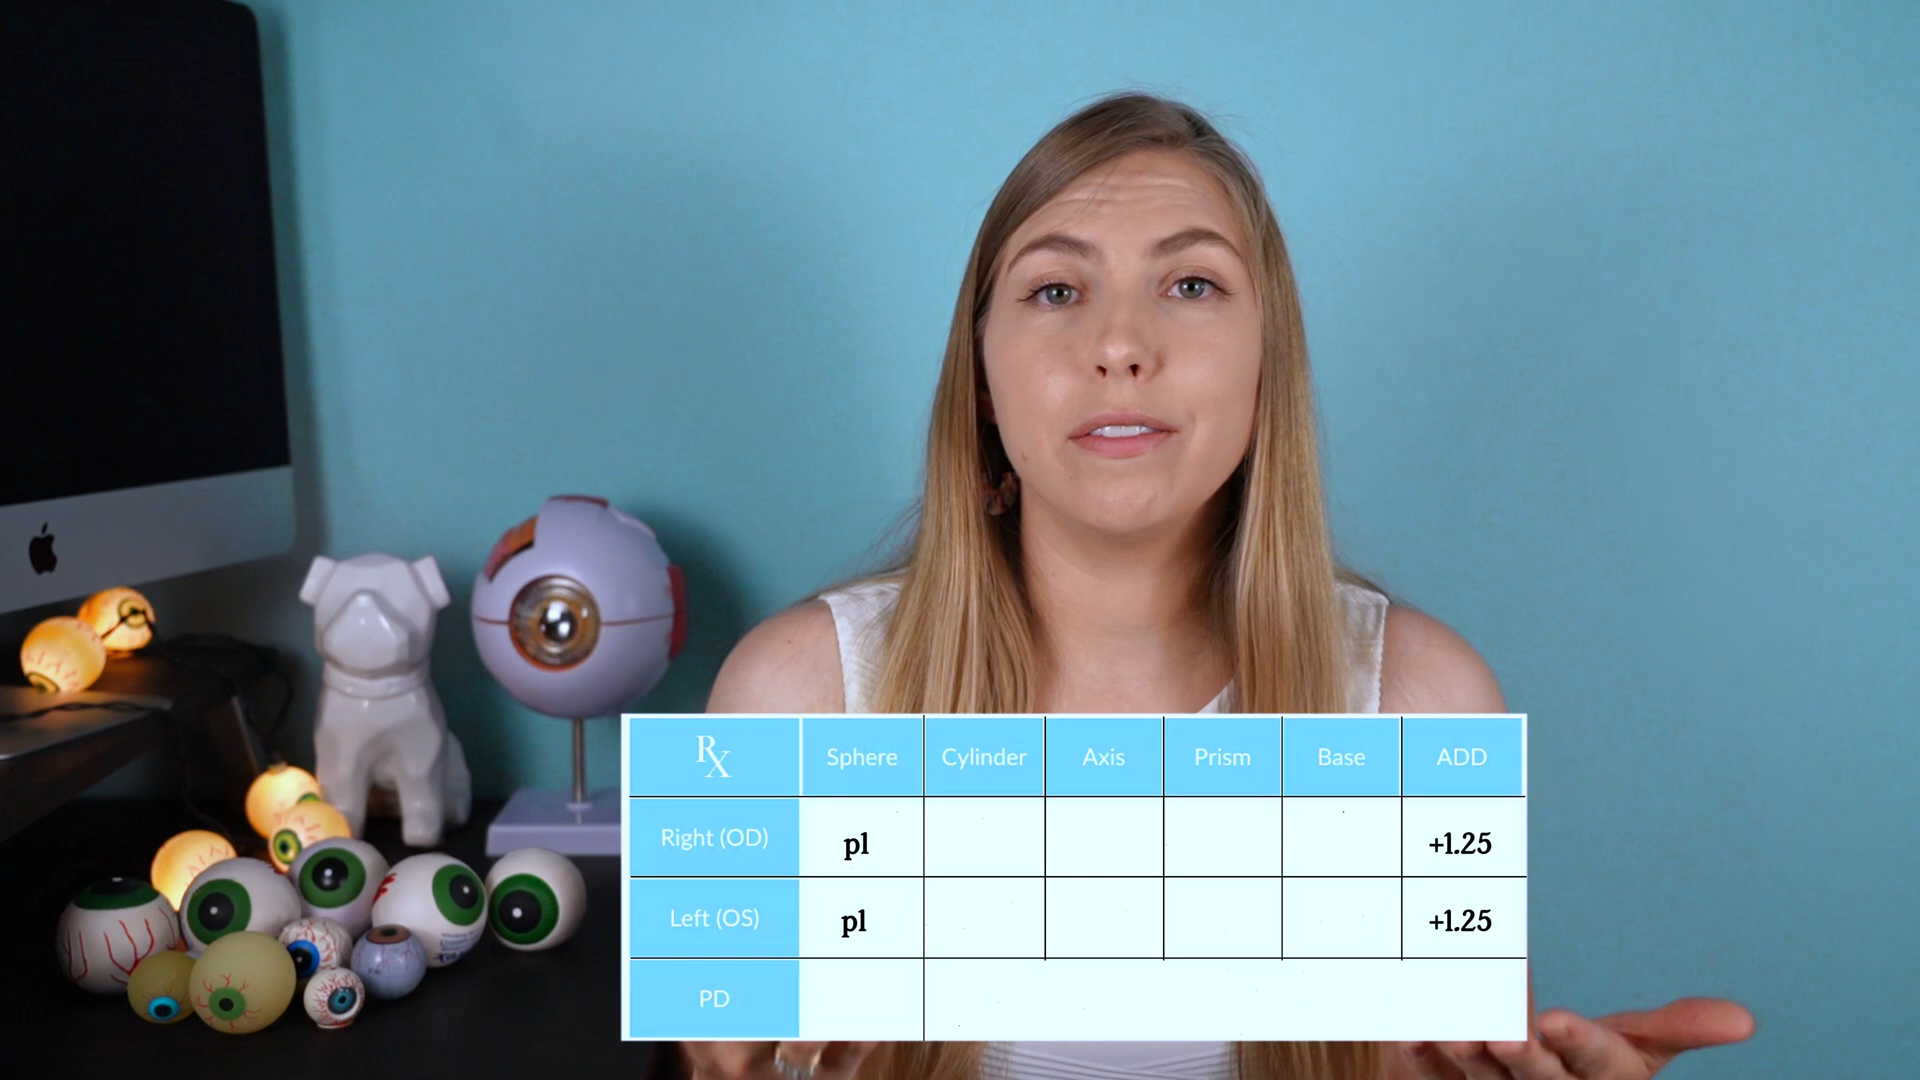 Rx Sphere Cylinder Axis Prism Base ADD
Right (OD) pl +1.25
Left (OS) pl +1.25
PD